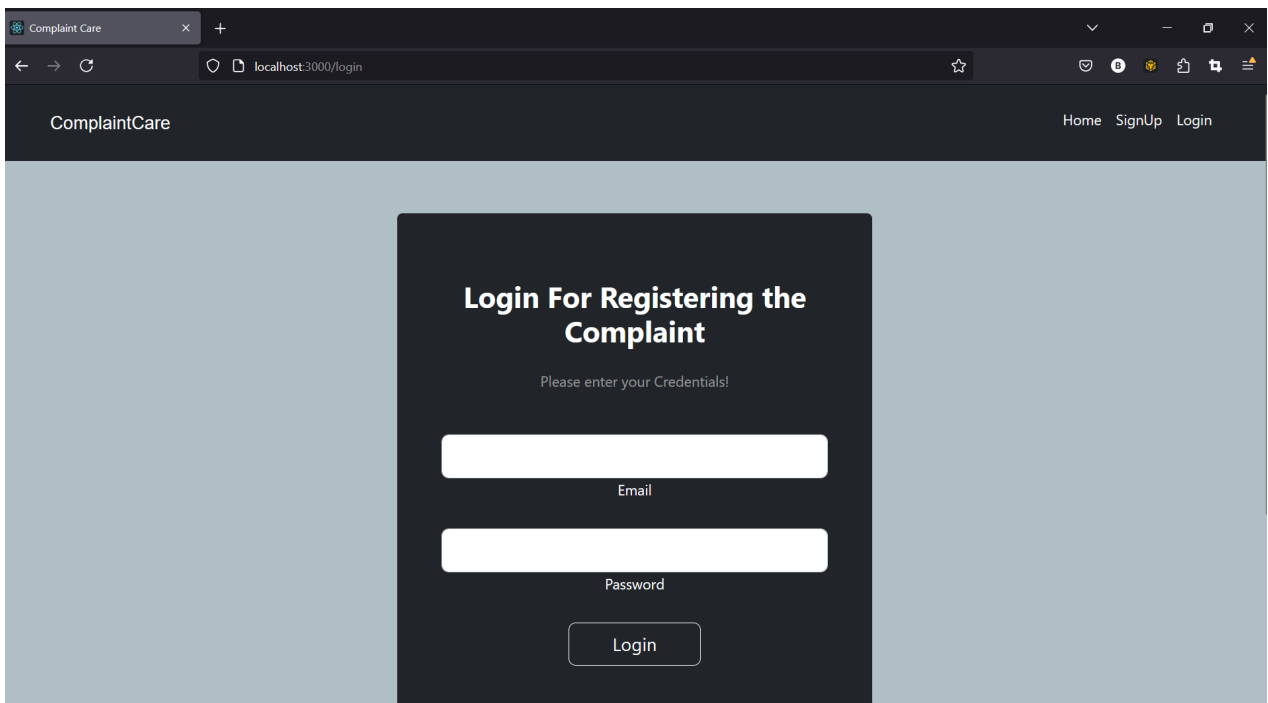 Complaint Care
localhost:3000/login
B
ComplaintCare
Home SignUp Login
Login For Registering the
Complaint
Please enter your Credentials!
Email
Password
Login